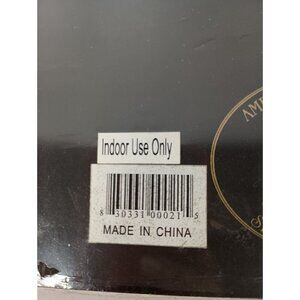 Indoor Use Only
8 30331 00021 5
MADE IN CHINA